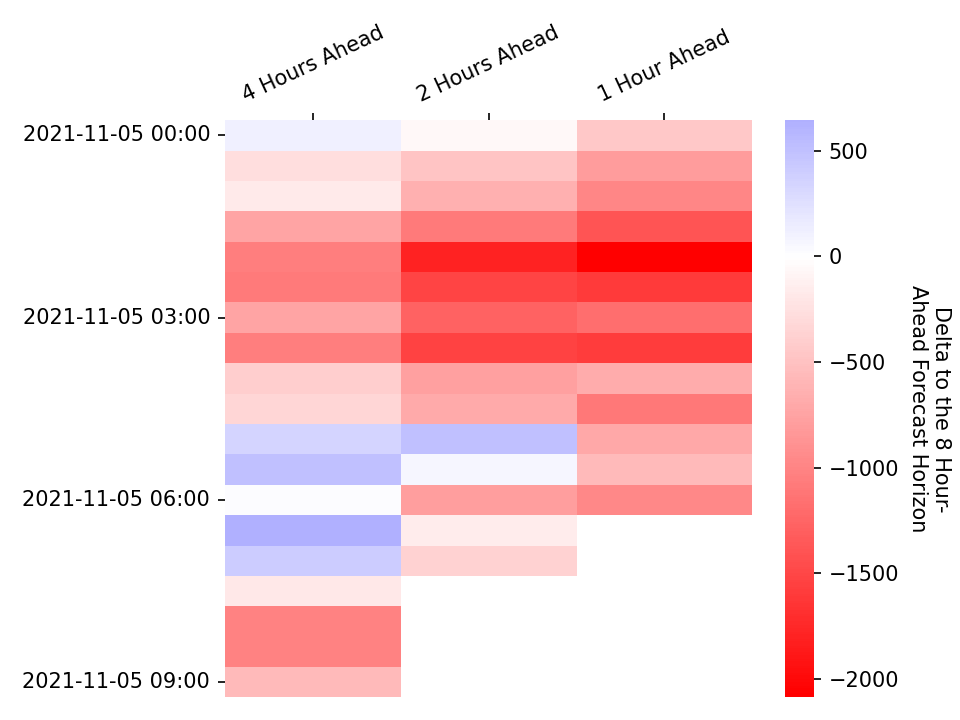 4 Hours Ahead
2 Hours Ahead
1 Hour Ahead
2021-11-05 00:00
2021-11-05 03:00
2021-11-05 06:00
2021-11-05 09:00
500
0
−500
−1000
−1500
−2000
Delta to the 8 Hour-
Ahead Forecast Horizon